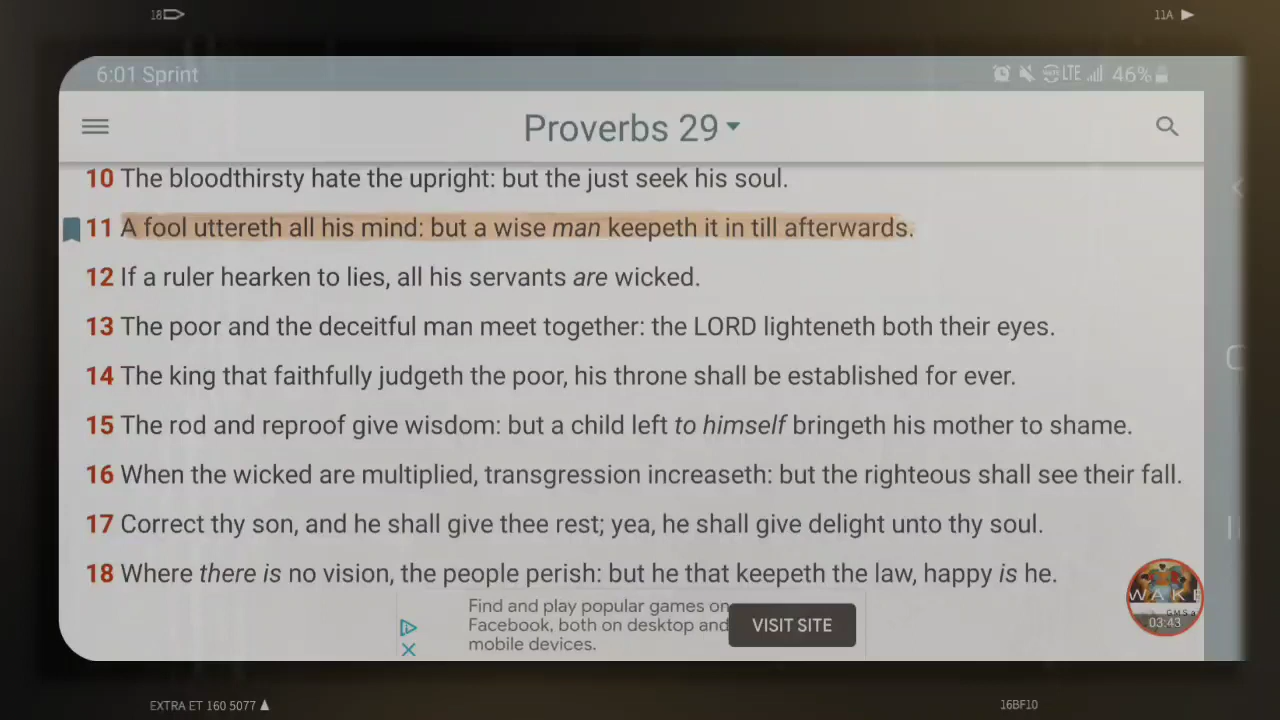 18
11A
6:01 Sprint
LTE 46%
Proverbs 29
10 The bloodthirsty hate the upright: but the just seek his soul.
11 A fool uttereth all his mind: but a wise man keepeth it in till afterwards.
12 If a ruler hearken to lies, all his servants are wicked.
13 The poor and the deceitful man meet together: the LORD lighteneth both their eyes.
14 The king that faithfully judgeth the poor, his throne shall be established for ever.
15 The rod and reproof give wisdom: but a child left to himself bringeth his mother to shame.
16 When the wicked are multiplied, transgression increaseth: but the righteous shall see their fall.
17 Correct thy son, and he shall give thee rest; yea, he shall give delight unto thy soul.
18 Where there is no vision, the people perish: but he that keepeth the law, happy is he.
WAKE
GMS a
03:43
Find and play popular games on
Facebook, both on desktop and
mobile devices.
VISIT SITE
EXTRA ET 160 5077
16BF10